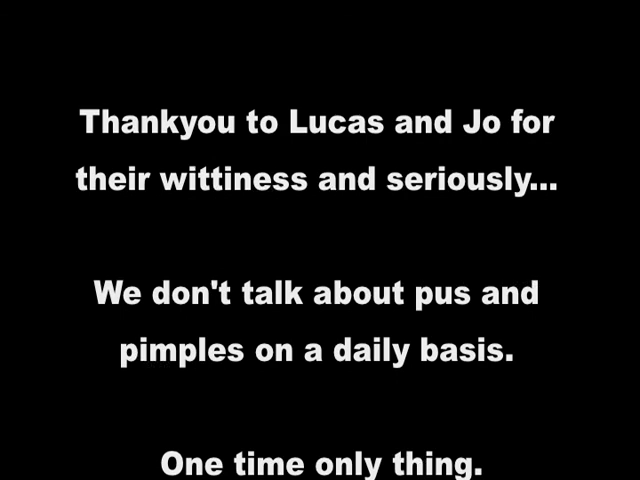 Thankyou to Lucas and Jo for
their wittiness and seriously...
We don't talk about pus and
pimples on a daily basis.
One time only thing.